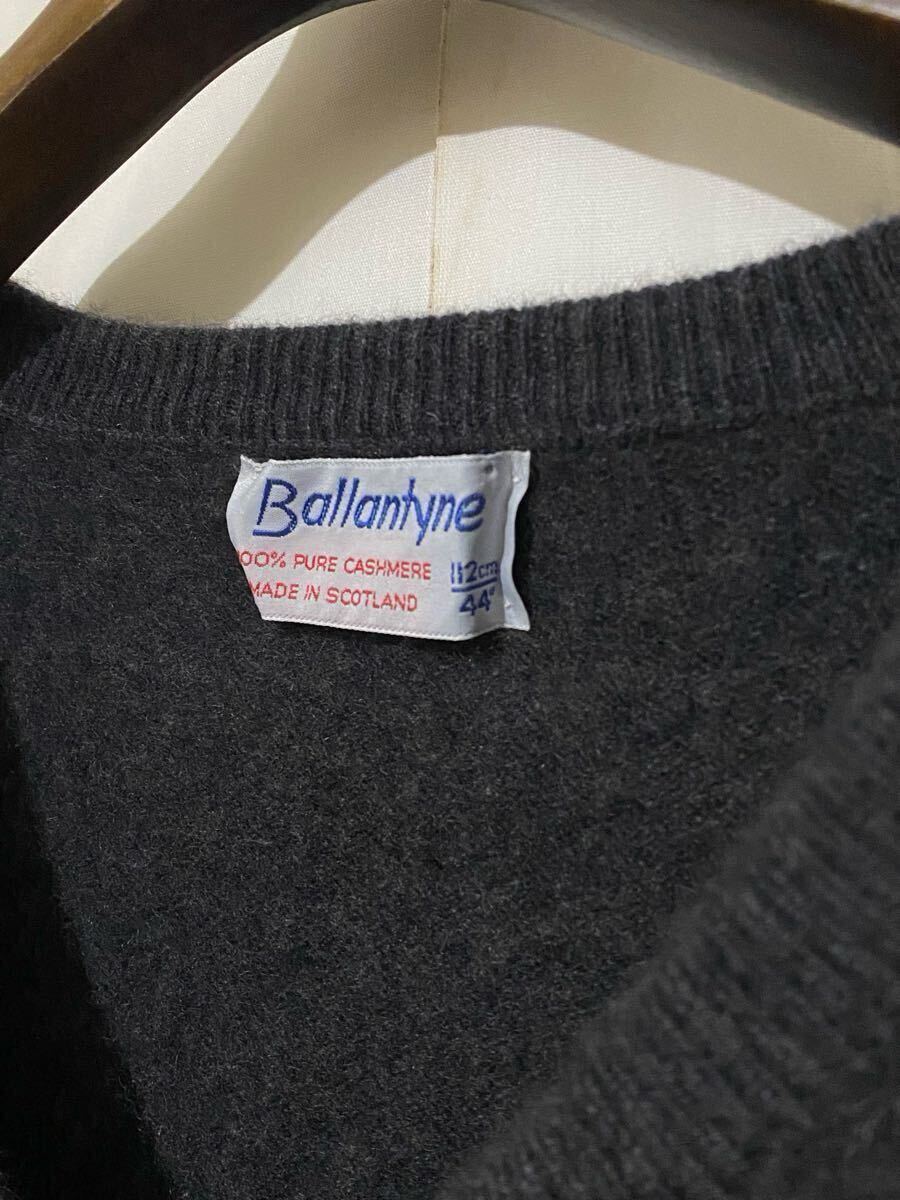 Ballantyne
100% PURE CASHMERE
MADE IN SCOTLAND
112cm
44"